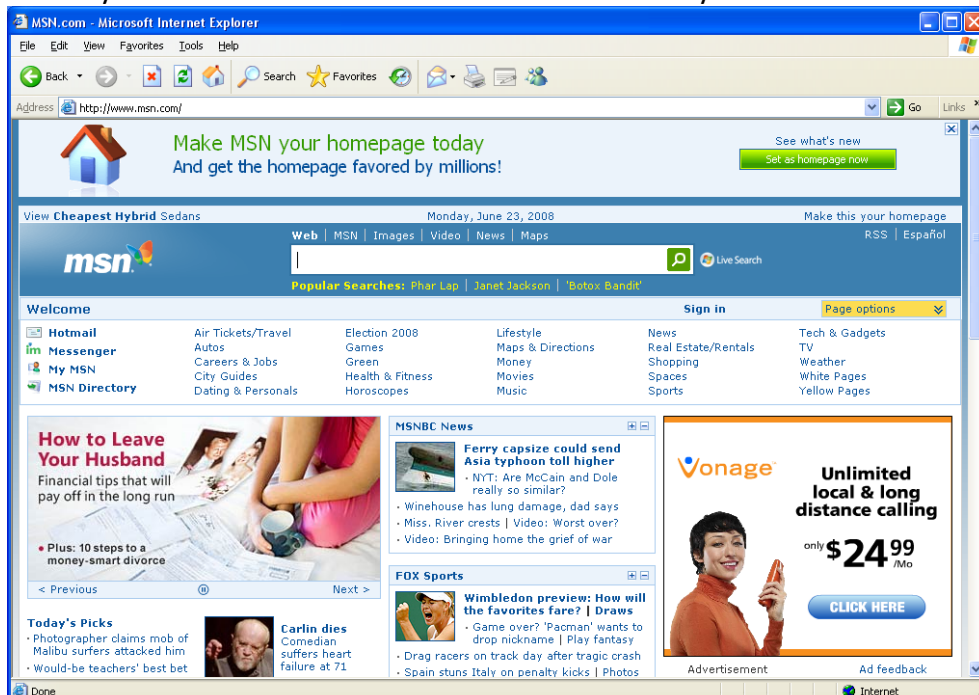 MSN.com - Microsoft Internet Explorer
File Edit View Favorites Tools Help
Back Search Favorites
Address http://www.msn.com/ Go Links »
Make MSN your homepage today
And get the homepage favored by millions!
See what's new
Set as homepage now
View Cheapest Hybrid Sedans Monday, June 23, 2008 Make this your homepage
Web | MSN | Images | Video | News | Maps RSS | Español
msn
Live Search
Popular Searches: Phar Lap | Janet Jackson | 'Botox Bandit'
Welcome Sign in Page options
Hotmail Air Tickets/Travel Election 2008 Lifestyle News Tech & Gadgets
Messenger Autos Games Maps & Directions Real Estate/Rentals TV
My MSN Careers & Jobs Green Money Shopping Weather
MSN Directory City Guides Health & Fitness Movies Spaces White Pages
Dating & Personals Horoscopes Music Sports Yellow Pages
How to Leave
Your Husband
Financial tips that will
pay off in the long run
• Plus: 10 steps to a
money-smart divorce
< Previous Next >
Today's Picks
· Photographer claims mob of
Malibu surfers attacked him
· Would-be teachers' best bet
Carlin dies
Comedian
suffers heart
failure at 71
MSNBC News
Ferry capsize could send
Asia typhoon toll higher
· NYT: Are McCain and Dole
really so similar?
· Winehouse has lung damage, dad says
· Miss. River crests | Video: Worst over?
· Video: Bringing home the grief of war
FOX Sports
Wimbledon preview: How will
the favorites fare? | Draws
· Game over? 'Pacman' wants to
drop nickname | Play fantasy
· Drag racers on track day after tragic crash
· Spain stuns Italy on penalty kicks | Photos
Vonage
Unlimited
local & long
distance calling
only $24 99 /Mo
CLICK HERE
Advertisement Ad feedback
Done Internet